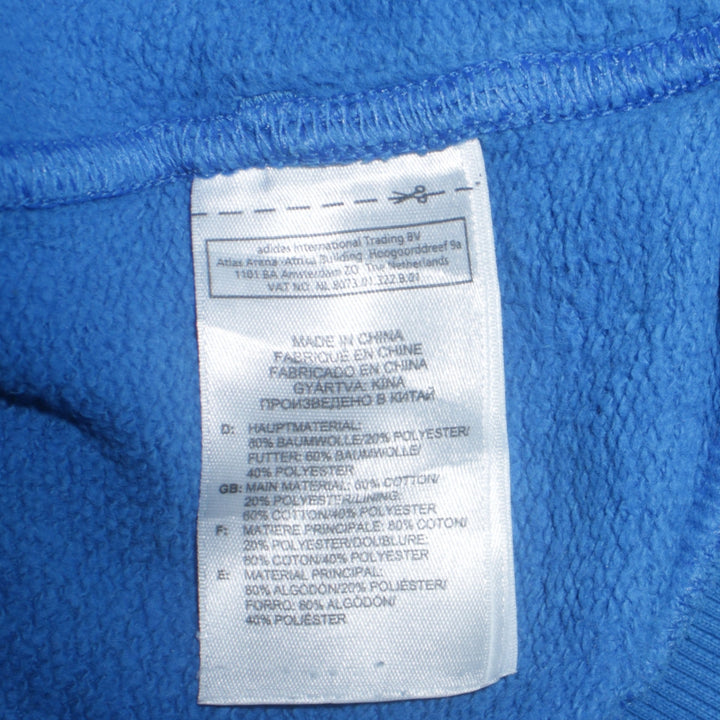 adidas International Trading BV
Atlas Arena-Africa Building, Hoogoorddreef 9a
1101 BA Amsterdam ZO The Netherlands
VAT NO. NL 8073.01.322.B.01
MADE IN CHINA
FABRIQUÉ EN CHINE
FABRICADO EN CHINA
GYÁRTVA: KÍNA
ПРОИЗВЕДЕНО В КИТАЙ
D: HAUPTMATERIAL:
80% BAUMWOLLE/20% POLYESTER/
FUTTER: 60% BAUMWOLLE/
40% POLYESTER
GB: MAIN MATERIAL: 80% COTTON/
20% POLYESTER/LINING:
60% COTTON/40% POLYESTER
F: MATIÈRE PRINCIPALE: 80% COTON/
20% POLYESTER/DOUBLURE:
60% COTON/40% POLYESTER
E: MATERIAL PRINCIPAL:
80% ALGODÓN/20% POLIÉSTER/
FORRO: 60% ALGODÓN/
40% POLIÉSTER